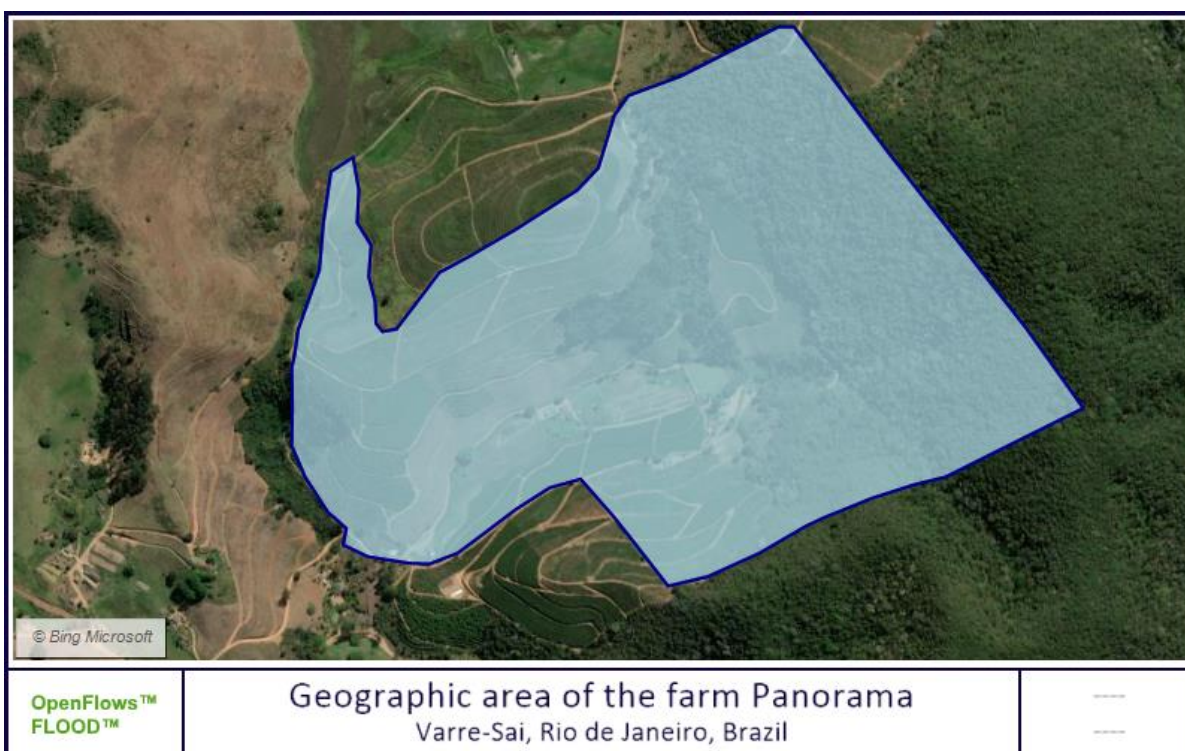 © Bing Microsoft
OpenFlows™
FLOOD™
Geographic area of the farm Panorama
Varre-Sai, Rio de Janeiro, Brazil